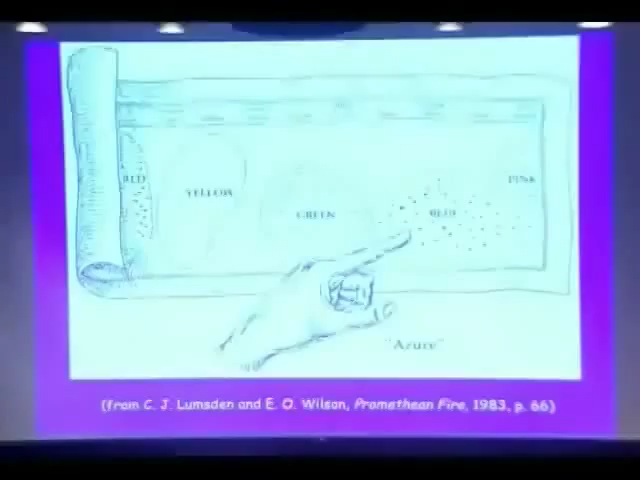 RED
YELLOW
GREEN
BLUE
PINK
"Azure"
(from C. J. Lumsden and E. O. Wilson, Promethean Fire, 1983, p. 66)